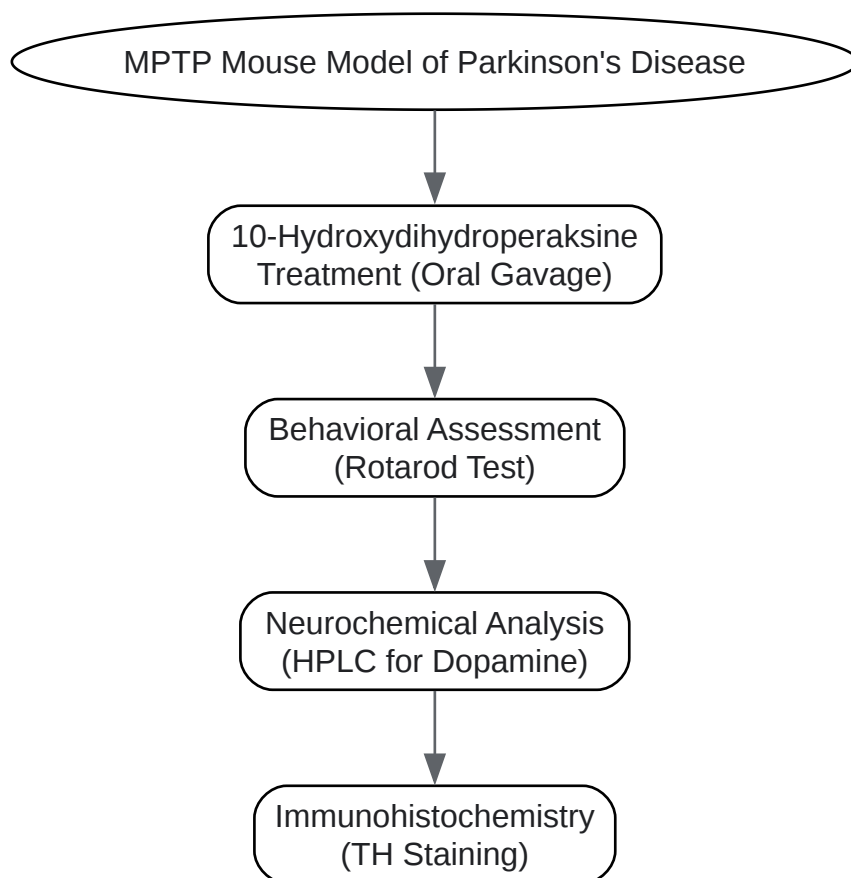 MPTP Mouse Model of Parkinson's Disease
10-Hydroxydihydroperaksine
Treatment (Oral Gavage)
Behavioral Assessment
(Rotarod Test)
Neurochemical Analysis
(HPLC for Dopamine)
Immunohistochemistry
(TH Staining)